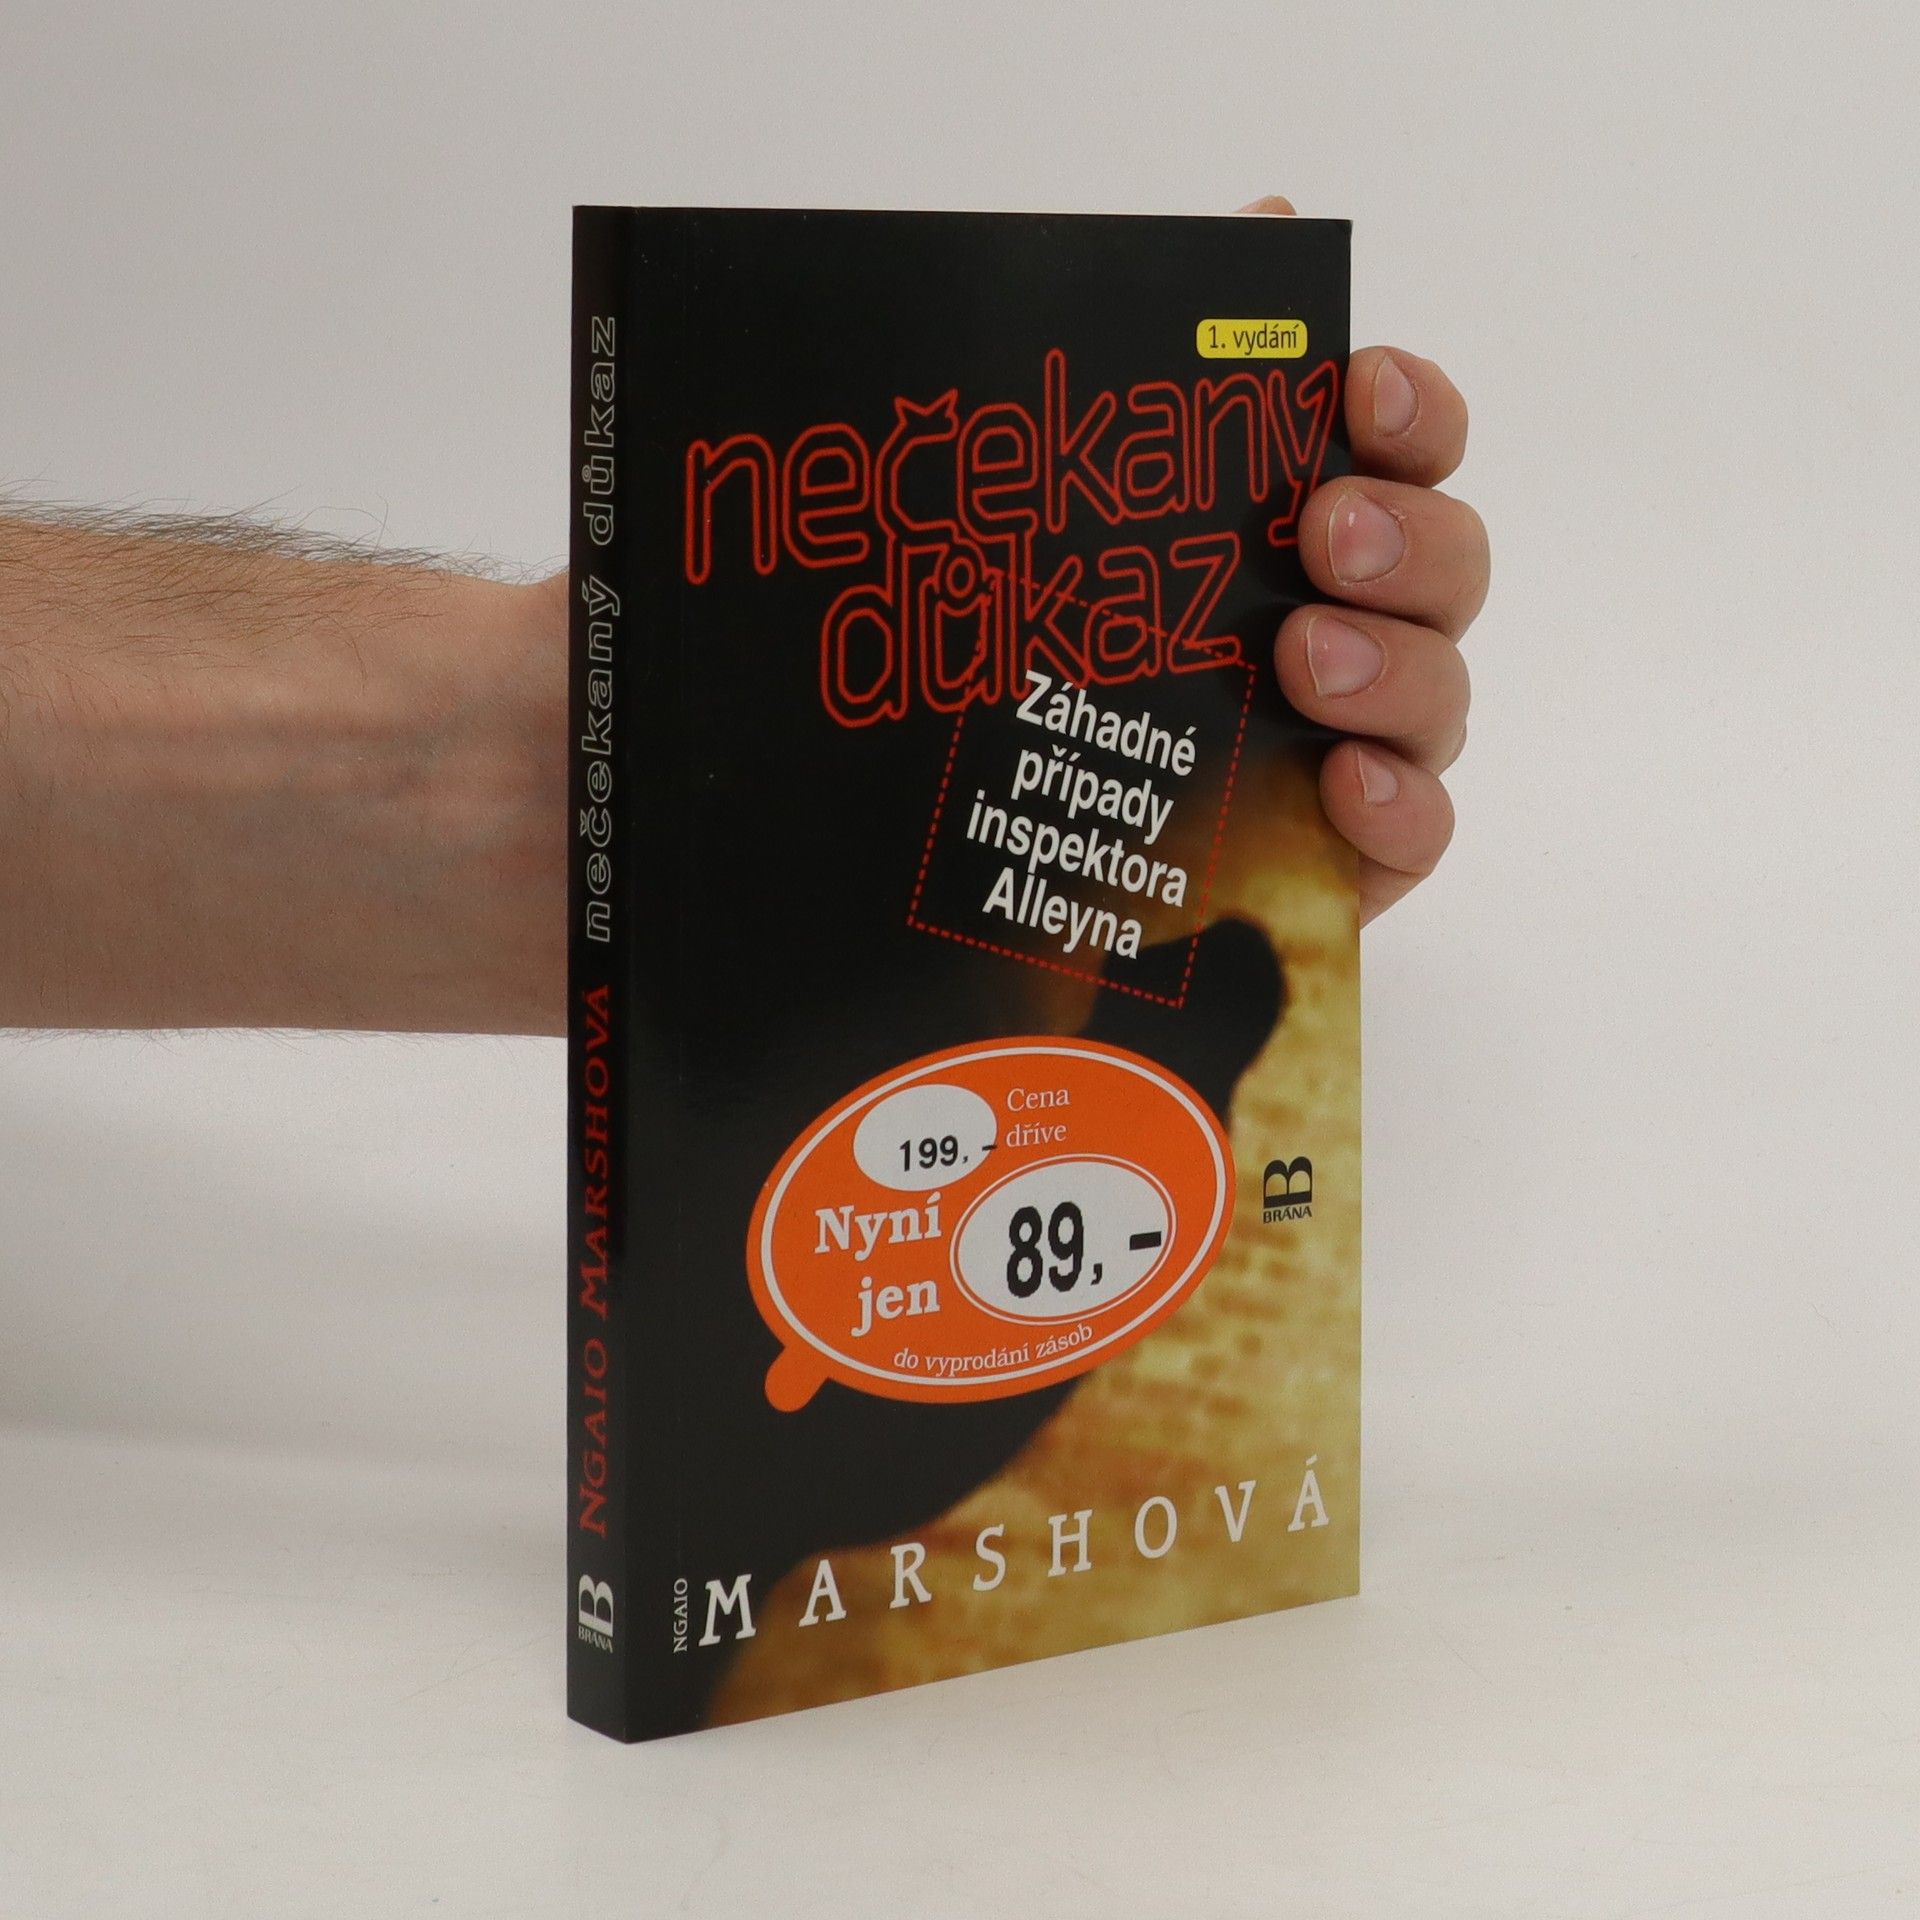 NGAIO MARSHOVÁ nečekaný důkaz
B
BRÁNA
1. vydání
nečekaný
důkaz
Záhadné
případy
inspektora
Alleyna
Cena
dříve
199,-
Nyní
jen
89,-
do vyprodání zásob
B
BRÁNA
NGAIO
MARSHOVÁ